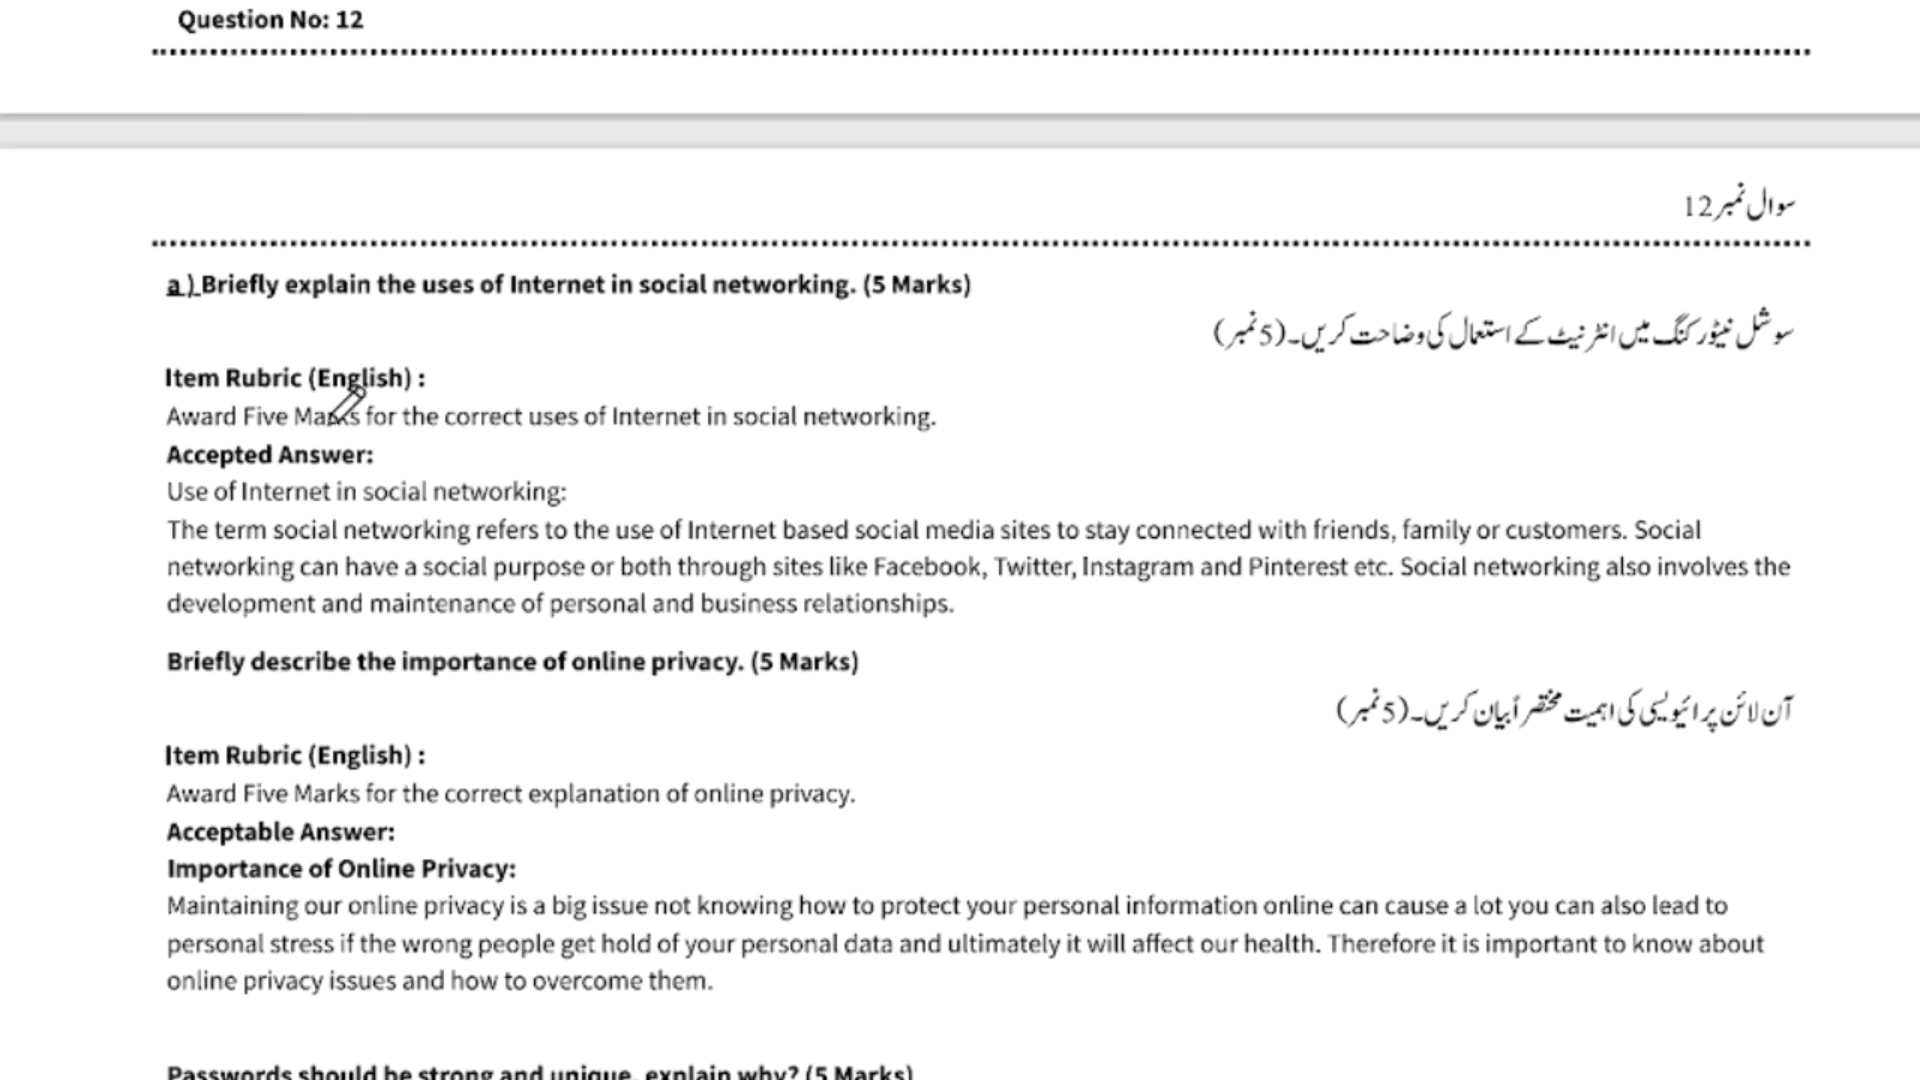 Question No: 12
سوال نمبر 12
a ) Briefly explain the uses of Internet in social networking. (5 Marks)
سوشل نیٹور کنگ میں انٹرنیٹ کے استعمال کی وضاحت کریں۔ (5 نمبر)
Item Rubric (English) :
Award Five Marks for the correct uses of Internet in social networking.
Accepted Answer:
Use of Internet in social networking:
The term social networking refers to the use of Internet based social media sites to stay connected with friends, family or customers. Social
networking can have a social purpose or both through sites like Facebook, Twitter, Instagram and Pinterest etc. Social networking also involves the
development and maintenance of personal and business relationships.
Briefly describe the importance of online privacy. (5 Marks)
آن لائن پرائیویسی کی اہمیت مختصر اًبیان کریں۔ (5 نمبر)
Item Rubric (English) :
Award Five Marks for the correct explanation of online privacy.
Acceptable Answer:
Importance of Online Privacy:
Maintaining our online privacy is a big issue not knowing how to protect your personal information online can cause a lot you can also lead to
personal stress if the wrong people get hold of your personal data and ultimately it will affect our health. Therefore it is important to know about
online privacy issues and how to overcome them.
Passwords should be strong and unique, explain why? (5 Marks)